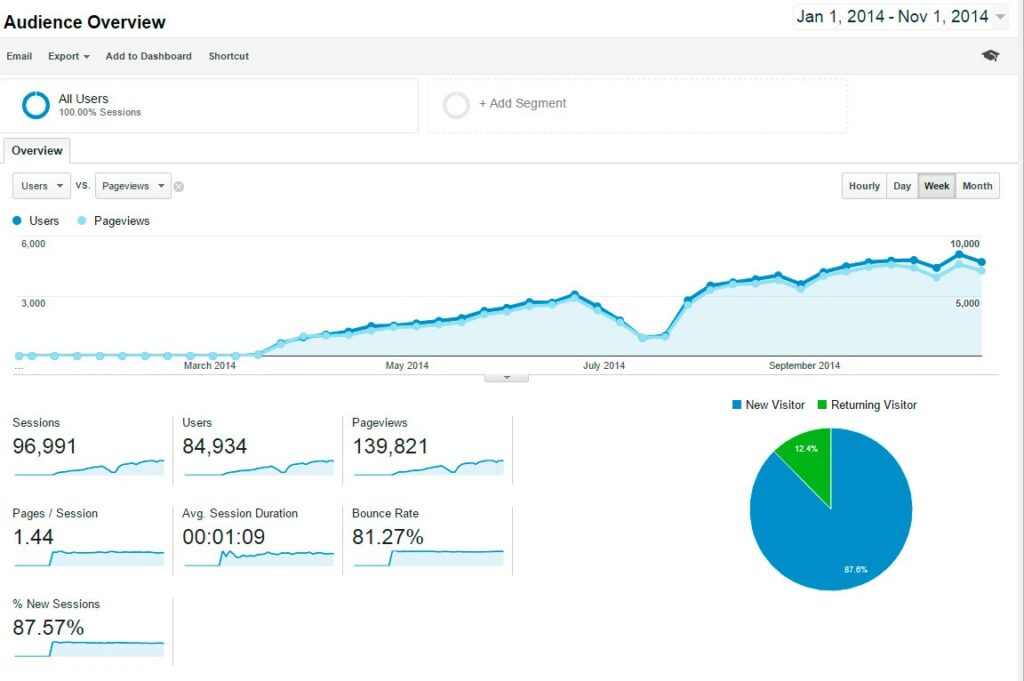 Audience Overview
Jan 1, 2014 - Nov 1, 2014
Email Export Add to Dashboard Shortcut
All Users
100.00% Sessions
+ Add Segment
Overview
Users vs. Pageviews
Hourly Day Week Month
Users Pageviews
6,000
10,000
3,000
5,000
... March 2014 May 2014 July 2014 September 2014
New Visitor Returning Visitor
Sessions
96,991
Users
84,934
Pageviews
139,821
12.4%
87.6%
Pages / Session
1.44
Avg. Session Duration
00:01:09
Bounce Rate
81.27%
% New Sessions
87.57%